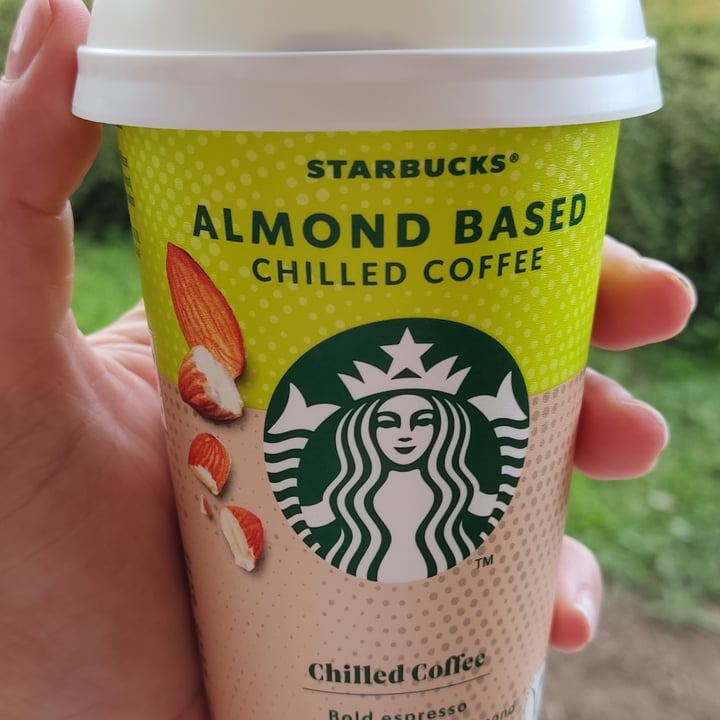 STARBUCKS®
ALMOND BASED
CHILLED COFFEE
TM
Chilled Coffee
Bold espresso